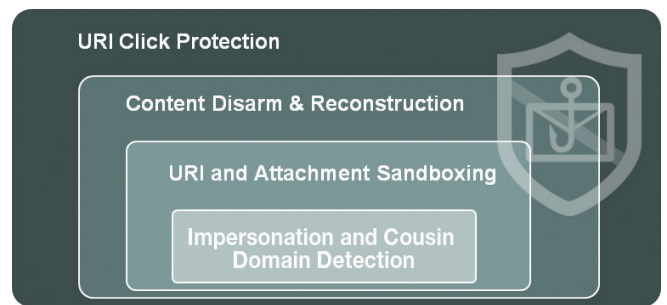 URI Click Protection
Content Disarm & Reconstruction
URI and Attachment Sandboxing
Impersonation and Cousin
Domain Detection